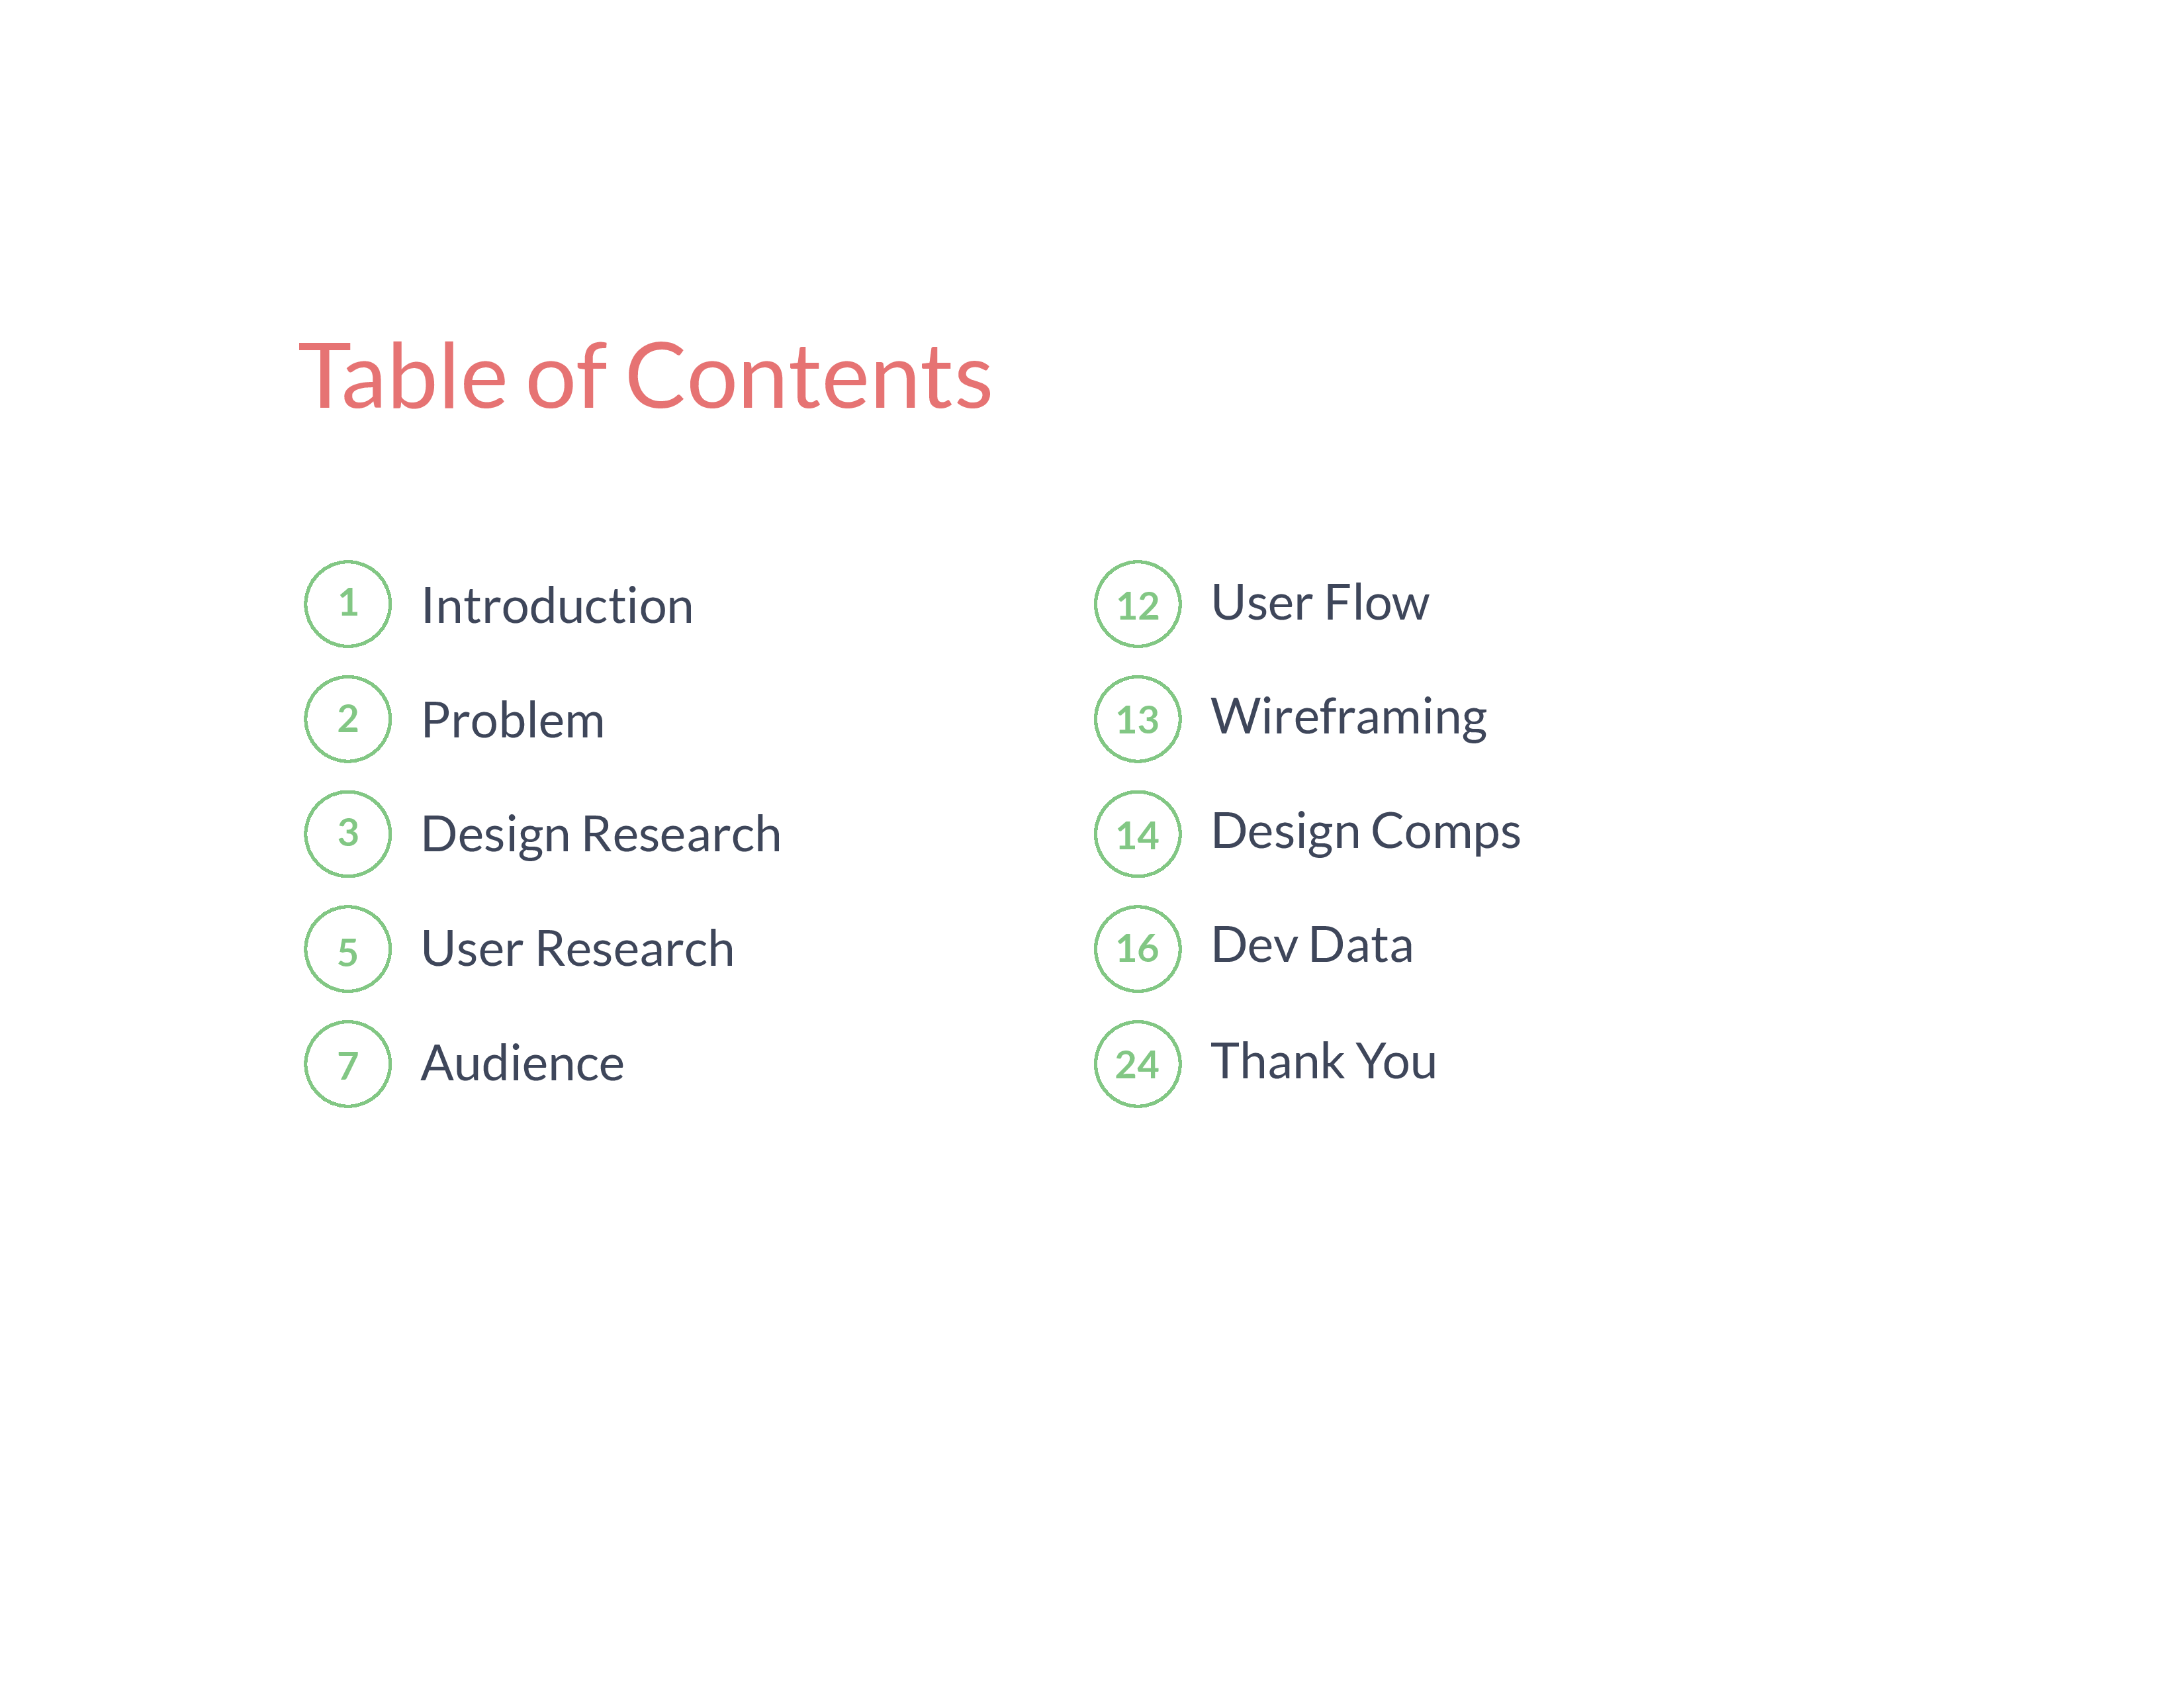 Table of Contents
1 Introduction
2 Problem
3 Design Research
5 User Research
7 Audience
12 User Flow
13 Wireframing
14 Design Comps
16 Dev Data
24 Thank You